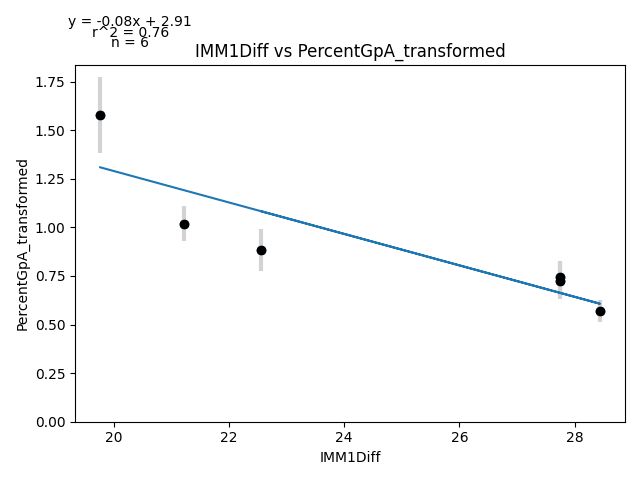 y = -0.08x + 2.91
r^2 = 0.76
n = 6
IMM1Diff vs PercentGpA_transformed
PercentGpA_transformed
1.75
1.50
1.25
1.00
0.75
0.50
0.25
0.00
20
22
24
26
28
IMM1Diff